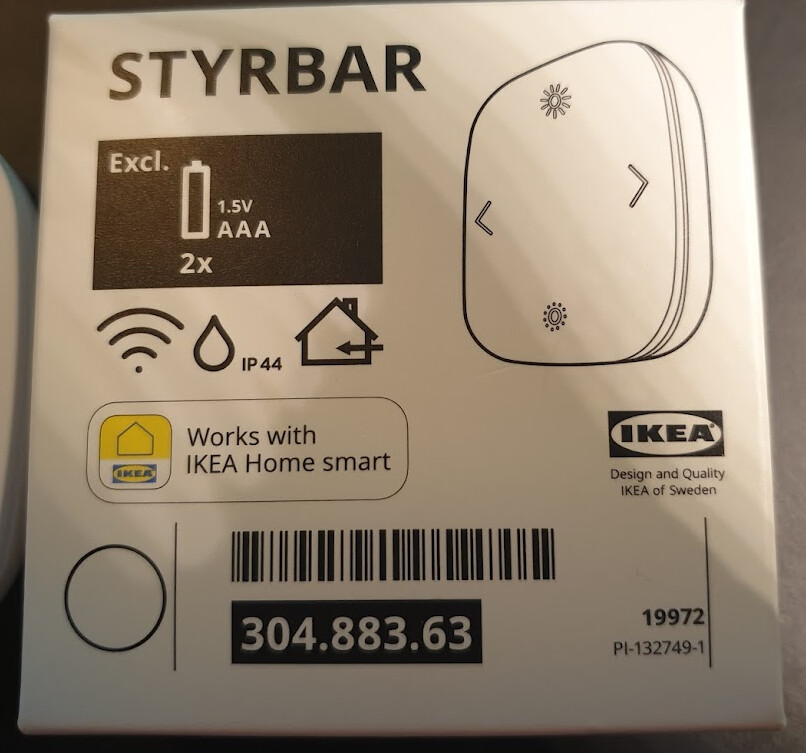 STYRBAR
Excl.
1.5V
AAA
2x
IP44
Works with
IKEA Home smart
IKEA
IKEA
Design and Quality
IKEA of Sweden
304.883.63
19972
PI-132749-1